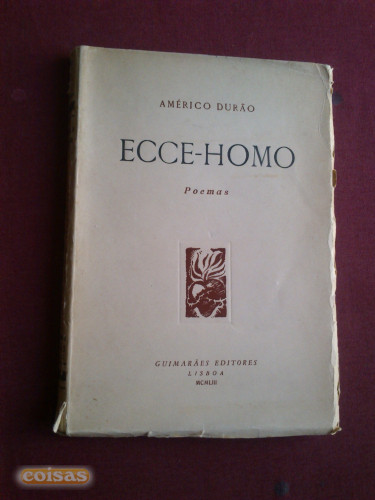 AMÉRICO DURÃO
ECCE-HOMO
Poemas
GUIMARÃES EDITORES
LISBOA
MCMLIII
coisas